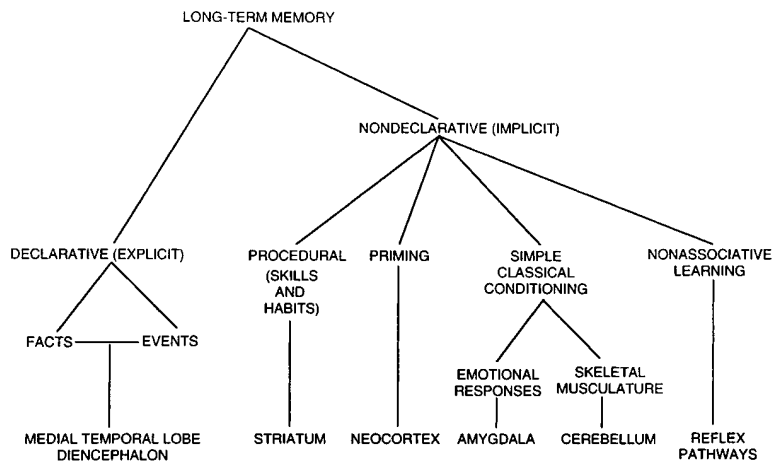 LONG-TERM MEMORY
NONDECLARATIVE (IMPLICIT)
DECLARATIVE (EXPLICIT)
PROCEDURAL
(SKILLS
AND
HABITS)
PRIMING
SIMPLE
CLASSICAL
CONDITIONING
NONASSOCIATIVE
LEARNING
FACTS
EVENTS
EMOTIONAL
RESPONSES
SKELETAL
MUSCULATURE
MEDIAL TEMPORAL LOBE
DIENCEPHALON
STRIATUM
NEOCORTEX
AMYGDALA
CEREBELLUM
REFLEX
PATHWAYS